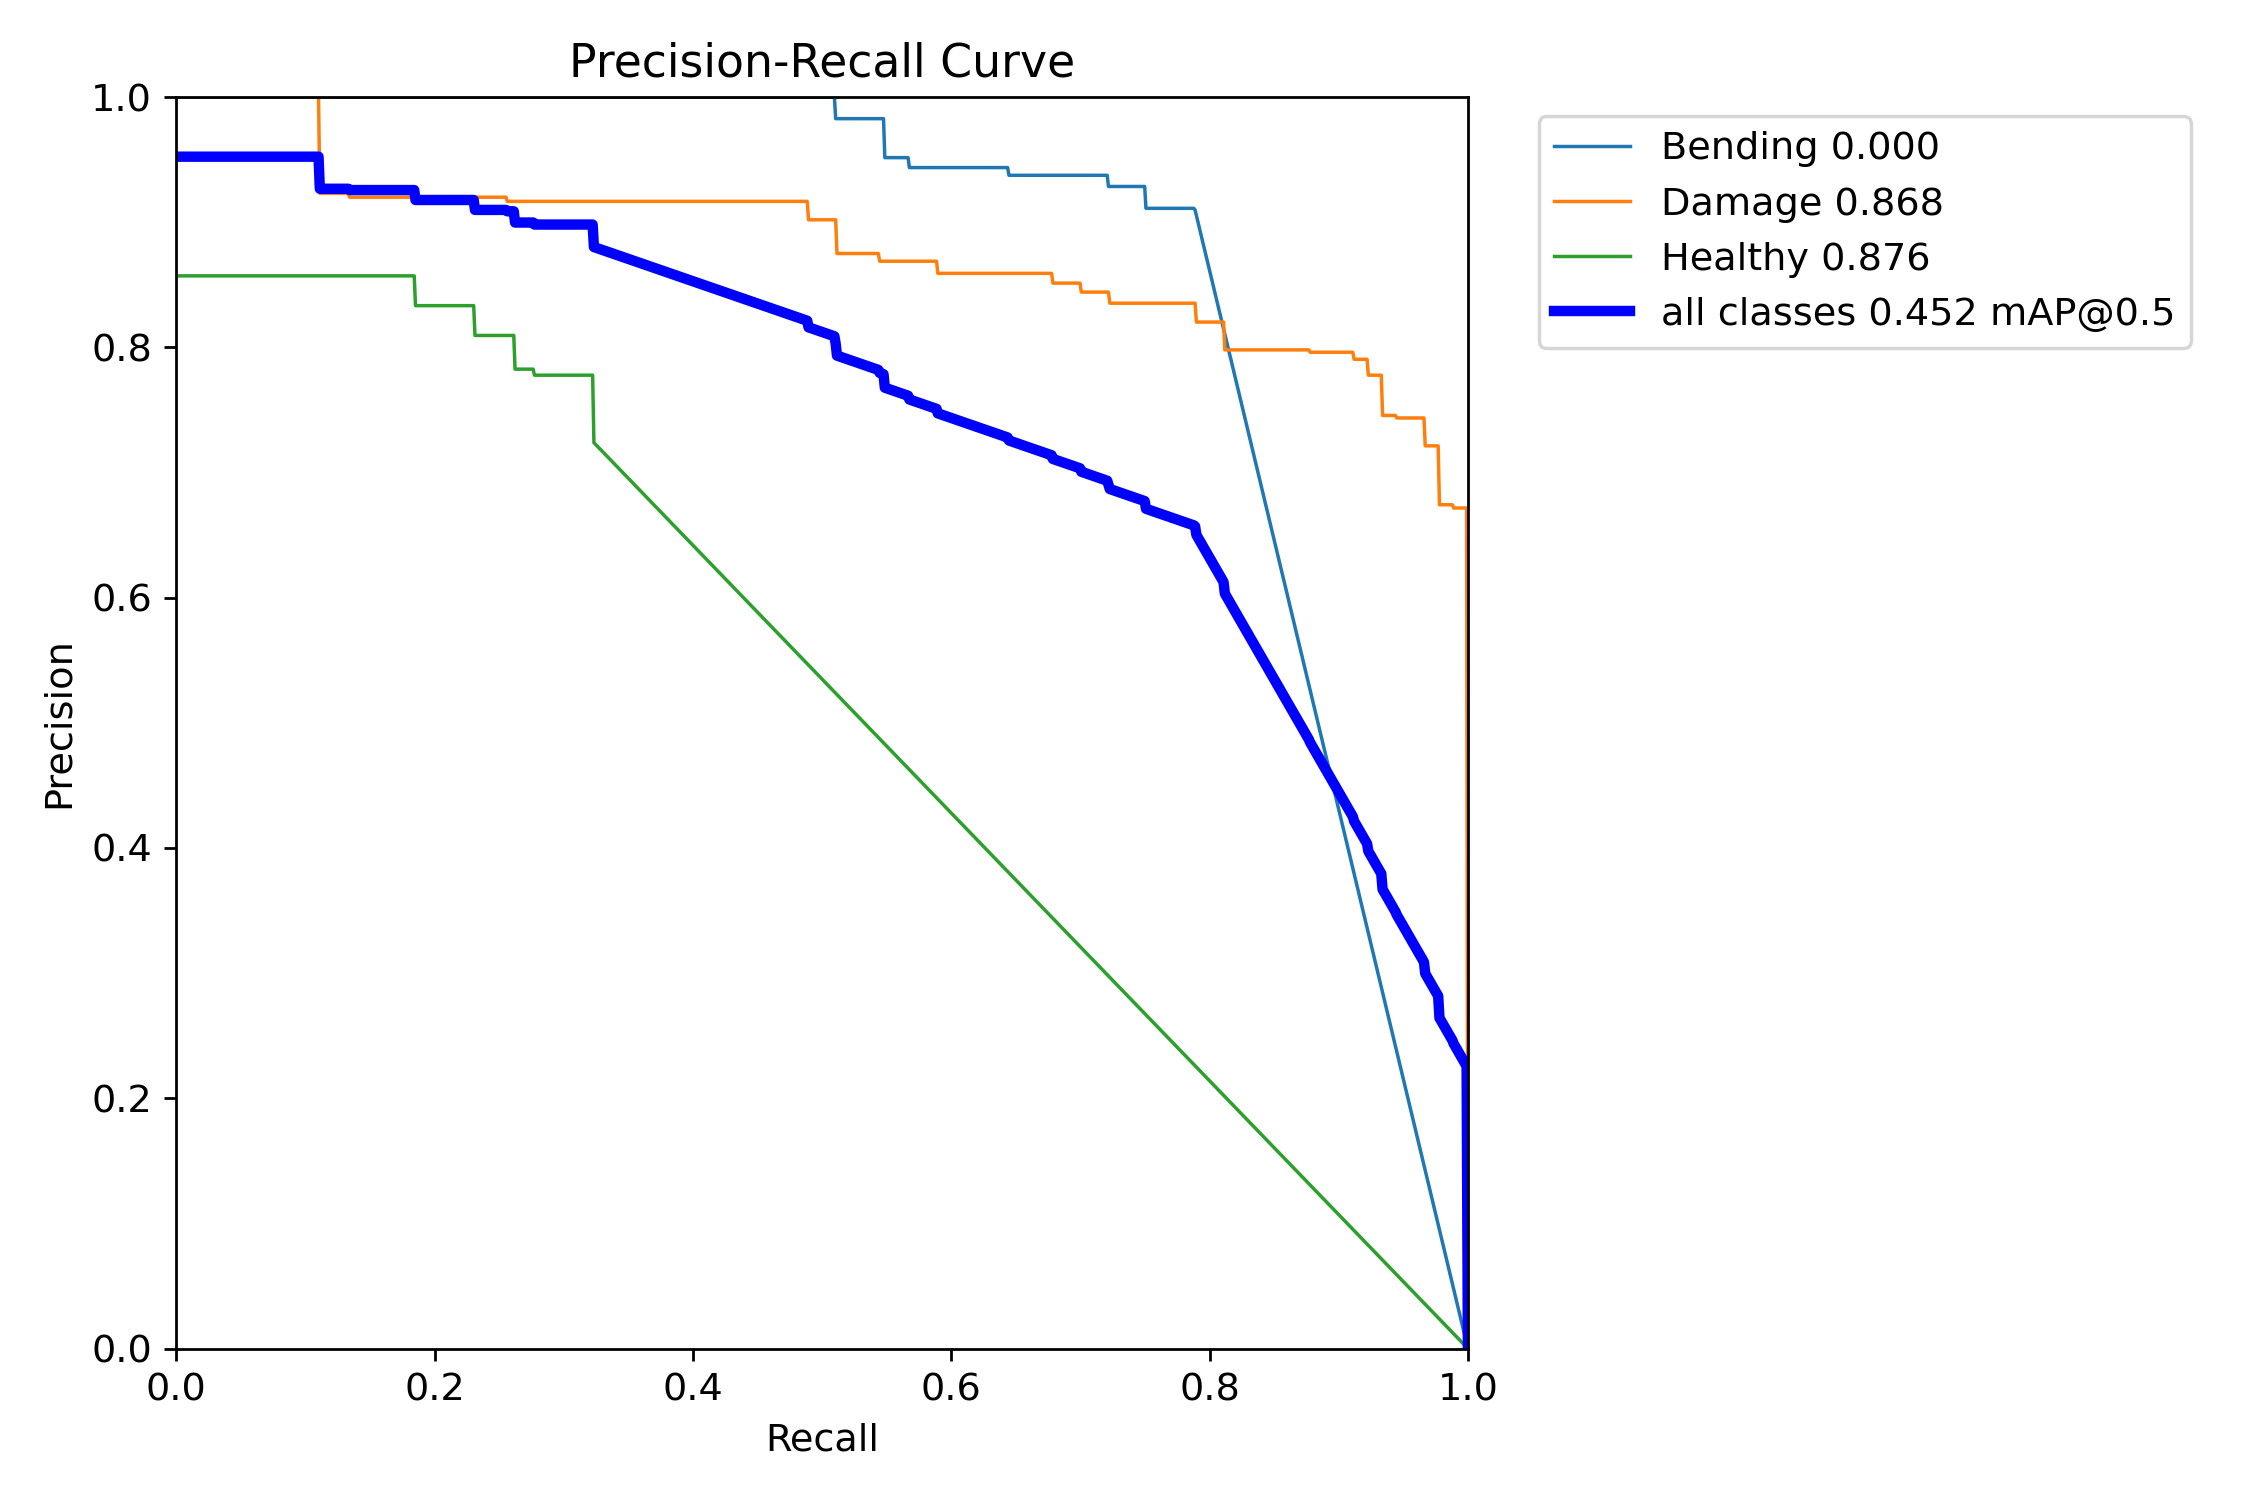 Precision-Recall Curve
1.0
0.8
0.6
0.4
0.2
0.0
Precision
0.0 0.2 0.4 0.6 0.8 1.0
Recall
Bending 0.000
Damage 0.868
Healthy 0.876
all classes 0.452 mAP@0.5